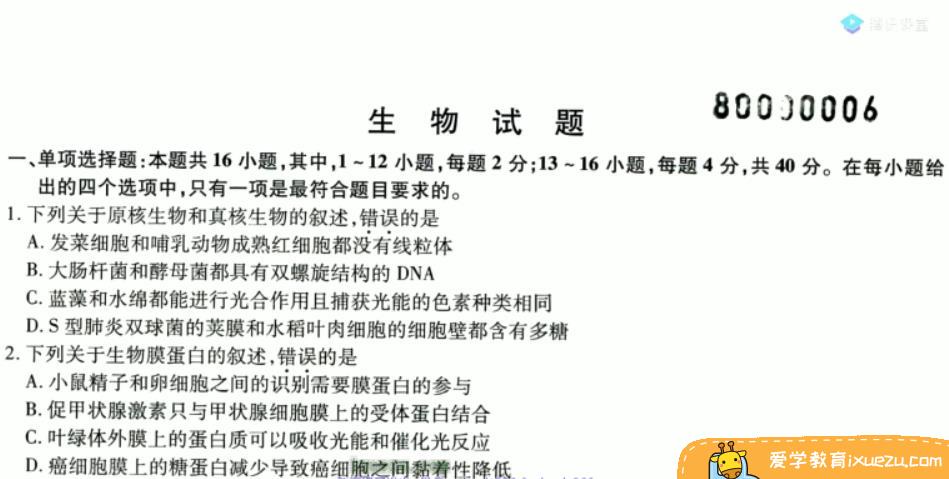 腾讯课堂
生 物 试 题
80000006
一、单项选择题:本题共 16 小题,其中,1 ~ 12 小题,每题 2 分;13 ~ 16 小题,每题 4 分,共 40 分。在每小题给
出的四个选项中,只有一项是最符合题目要求的。
1. 下列关于原核生物和真核生物的叙述,错误的是
A. 发菜细胞和哺乳动物成熟红细胞都没有线粒体
B. 大肠杆菌和酵母菌都具有双螺旋结构的 DNA
C. 蓝藻和水绵都能进行光合作用且捕获光能的色素种类相同
D. S 型肺炎双球菌的荚膜和水稻叶肉细胞的细胞壁都含有多糖
2. 下列关于生物膜蛋白的叙述,错误的是
A. 小鼠精子和卵细胞之间的识别需要膜蛋白的参与
B. 促甲状腺激素只与甲状腺细胞膜上的受体蛋白结合
C. 叶绿体外膜上的蛋白质可以吸收光能和催化光反应
D. 癌细胞膜上的糖蛋白减少导致癌细胞之间黏着性降低
爱学教育ixuezu.com